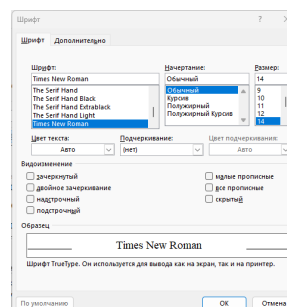 Шрифт ? ×
Шрифт Дополнительно
Шрифт: Начертание: Размер:
Times New Roman Обычный 14
The Serif Hand Обычный 9
The Serif Hand Black Курсив 10
The Serif Hand Extrablack Полужирный 11
The Serif Hand Light Полужирный Курсив 12
Times New Roman 14
Цвет текста: Подчеркивание: Цвет подчеркивания:
Авто (нет) Авто
Видоизменение
зачеркнутый малые прописные
двойное зачеркивание все прописные
надстрочный скрытый
подстрочный
Образец
Times New Roman
Шрифт TrueType. Он используется для вывода как на экран, так и на принтер.
По умолчанию ОК Отмена